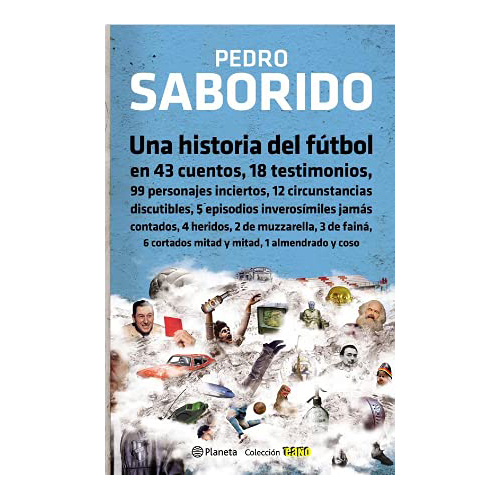 PEDRO
SABORIDO
Una historia del fútbol
en 43 cuentos, 18 testimonios,
99 personajes inciertos, 12 circunstancias
discutibles, 5 episodios inverosímiles jamás
contados, 4 heridos, 2 de muzzarella, 3 de fainá,
6 cortados mitad y mitad, 1 almendrado y coso
Planeta Colección